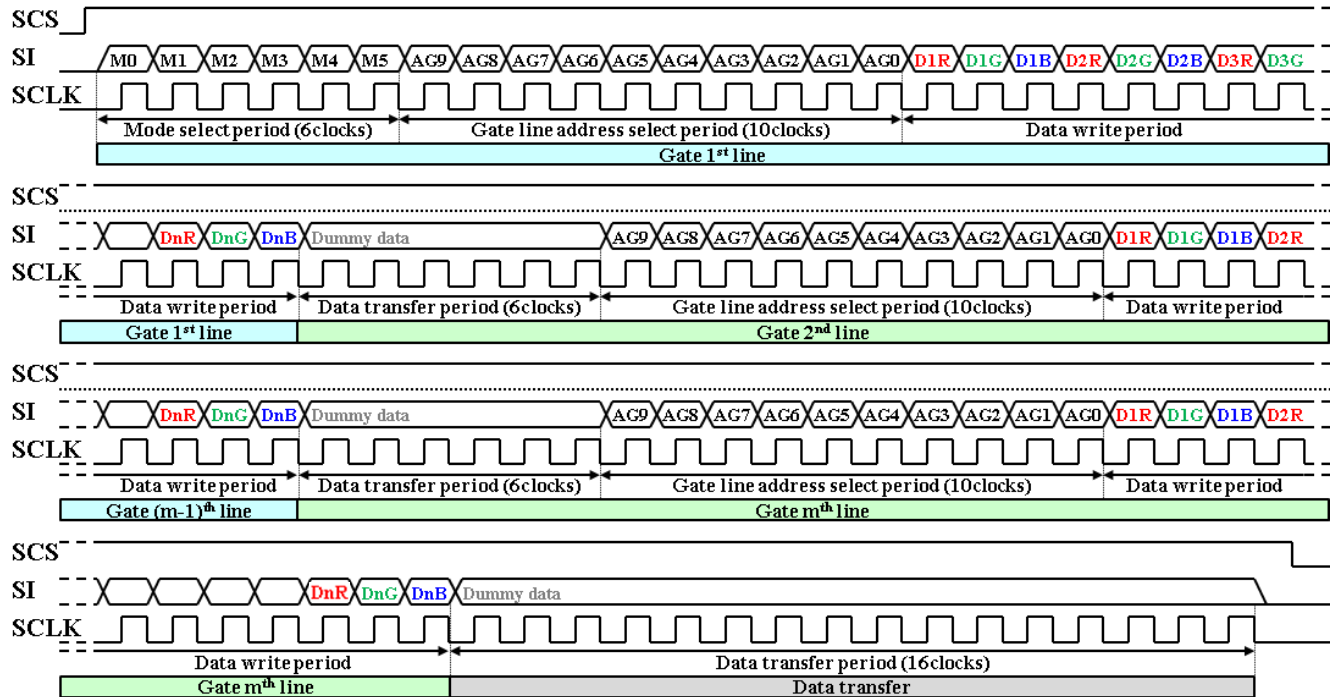 SCS
SI M0 M1 M2 M3 M4 M5 AG9 AG8 AG7 AG6 AG5 AG4 AG3 AG2 AG1 AG0 D1R D1G D1B D2R D2G D2B D3R D3G
SCLK
Mode select period (6clocks) Gate line address select period (10clocks) Data write period
Gate 1st line
SCS
SI DnR DnG DnB Dummy data AG9 AG8 AG7 AG6 AG5 AG4 AG3 AG2 AG1 AG0 D1R D1G D1B D2R
SCLK
Data write period Data transfer period (6clocks) Gate line address select period (10clocks) Data write period
Gate 1st line Gate 2nd line
SCS
SI DnR DnG DnB Dummy data AG9 AG8 AG7 AG6 AG5 AG4 AG3 AG2 AG1 AG0 D1R D1G D1B D2R
SCLK
Data write period Data transfer period (6clocks) Gate line address select period (10clocks) Data write period
Gate (m-1)th line Gate mth line
SCS
SI DnR DnG DnB Dummy data
SCLK
Data write period Data transfer period (16clocks)
Gate mth line Data transfer